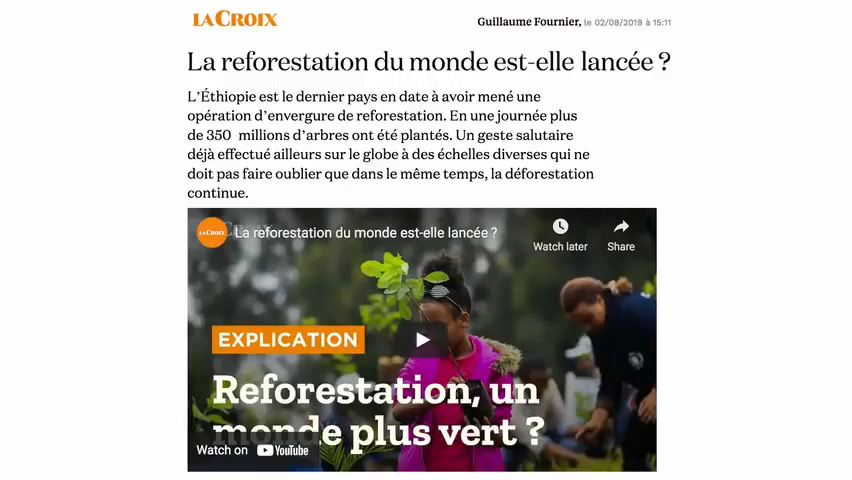 LA CROIX
Guillaume Fournier, le 02/08/2019 à 15:11
La reforestation du monde est-elle lancée ?
L'Éthiopie est le dernier pays en date à avoir mené une
opération d'envergure de reforestation. En une journée plus
de 350 millions d'arbres ont été plantés. Un geste salutaire
déjà effectué ailleurs sur le globe à des échelles diverses qui ne
doit pas faire oublier que dans le même temps, la déforestation
continue.
LA CROIX
La reforestation du monde est-elle lancée ?
Watch later
Share
EXPLICATION
Reforestation, un
monde plus vert ?
Watch on YouTube